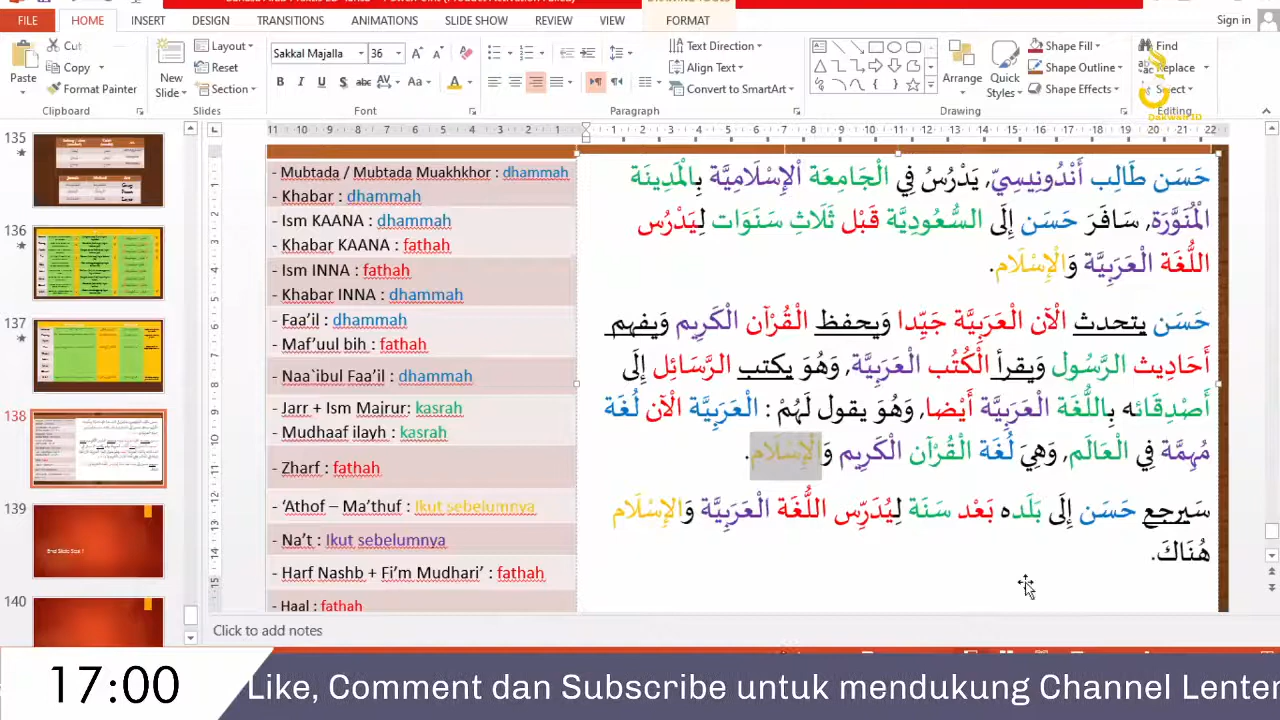 FILE
HOME
INSERT
DESIGN
TRANSITIONS
ANIMATIONS
SLIDE SHOW
REVIEW
VIEW
FORMAT
Sign in
Paste
Cut
Copy
Format Painter
Clipboard
New Slide
Layout
Reset
Section
Slides
Sakkal Majalla
36
Font
Text Direction
Align Text
Convert to SmartArt
Paragraph
Arrange
Quick Styles
Shape Fill
Shape Outline
Shape Effects
Drawing
Find
Replace
Select
Editing
Dakwah.ID
135
136
137
138
139
140
- Mubtada / Mubtada Muakhkhor : dhammah
- Khabar : dhammah
- Ism KAANA : dhammah
- Khabar KAANA : fathah
- Ism INNA : fathah
- Khabar INNA : dhammah
- Faa'il : dhammah
- Maf'uul bih : fathah
- Naa`ibul Faa'il : dhammah
- Jarr + Ism Majrur: kasrah
- Mudhaaf ilayh : kasrah
Zharf : fathah
- 'Athof – Ma'thuf : Ikut sebelumnya
- Na't : Ikut sebelumnya
- Harf Nashb + Fi'm Mudhari' : fathah
- Haal : fathah
حَسَن طَالِب أَنْدُونِيسِيّ, يَدْرُسُ فِي الْجَامِعَة الْإِسْلَامِيَّة بِالْمَدِينَة
الْمُنَوَّرَة, سَافَرَ حَسَن إِلَى السُّعُودِيَّة قَبْل ثَلَاثِ سَنَوَات لِيَدْرُس
اللُّغَة الْعَرَبِيَّة وَالْإِسْلَام.
حَسَن يتحدث الْآن الْعَرَبِيَّة جَيِّدا وَيحفظ الْقُرْآن الْكَرِيم وَيفهم
أَحَادِيث الرَّسُول وَيقرأ الْكُتُب الْعَرَبِيَّة, وَهُوَ يكتب الرَّسَائِل إِلَى
أَصْدِقَائه بِاللُّغَة الْعَرَبِيَّة أَيْضا, وَهُوَ يقول لَهُمْ : الْعَرَبِيَّة الْآن لُغَة
مُهِمَّة فِي الْعَالَم, وَهِيَ لُغَة الْقُرْآن الْكَرِيم وَالإِسلام.
سَيرجع حَسَن إِلَى بَلَده بَعْد سَنَة لِيُدَرِّس اللُّغَة الْعَرَبِيَّة وَالإِسْلَام
هُنَاكَ.
Click to add notes
17:00
Like, Comment dan Subscribe untuk mendukung Channel Lenter